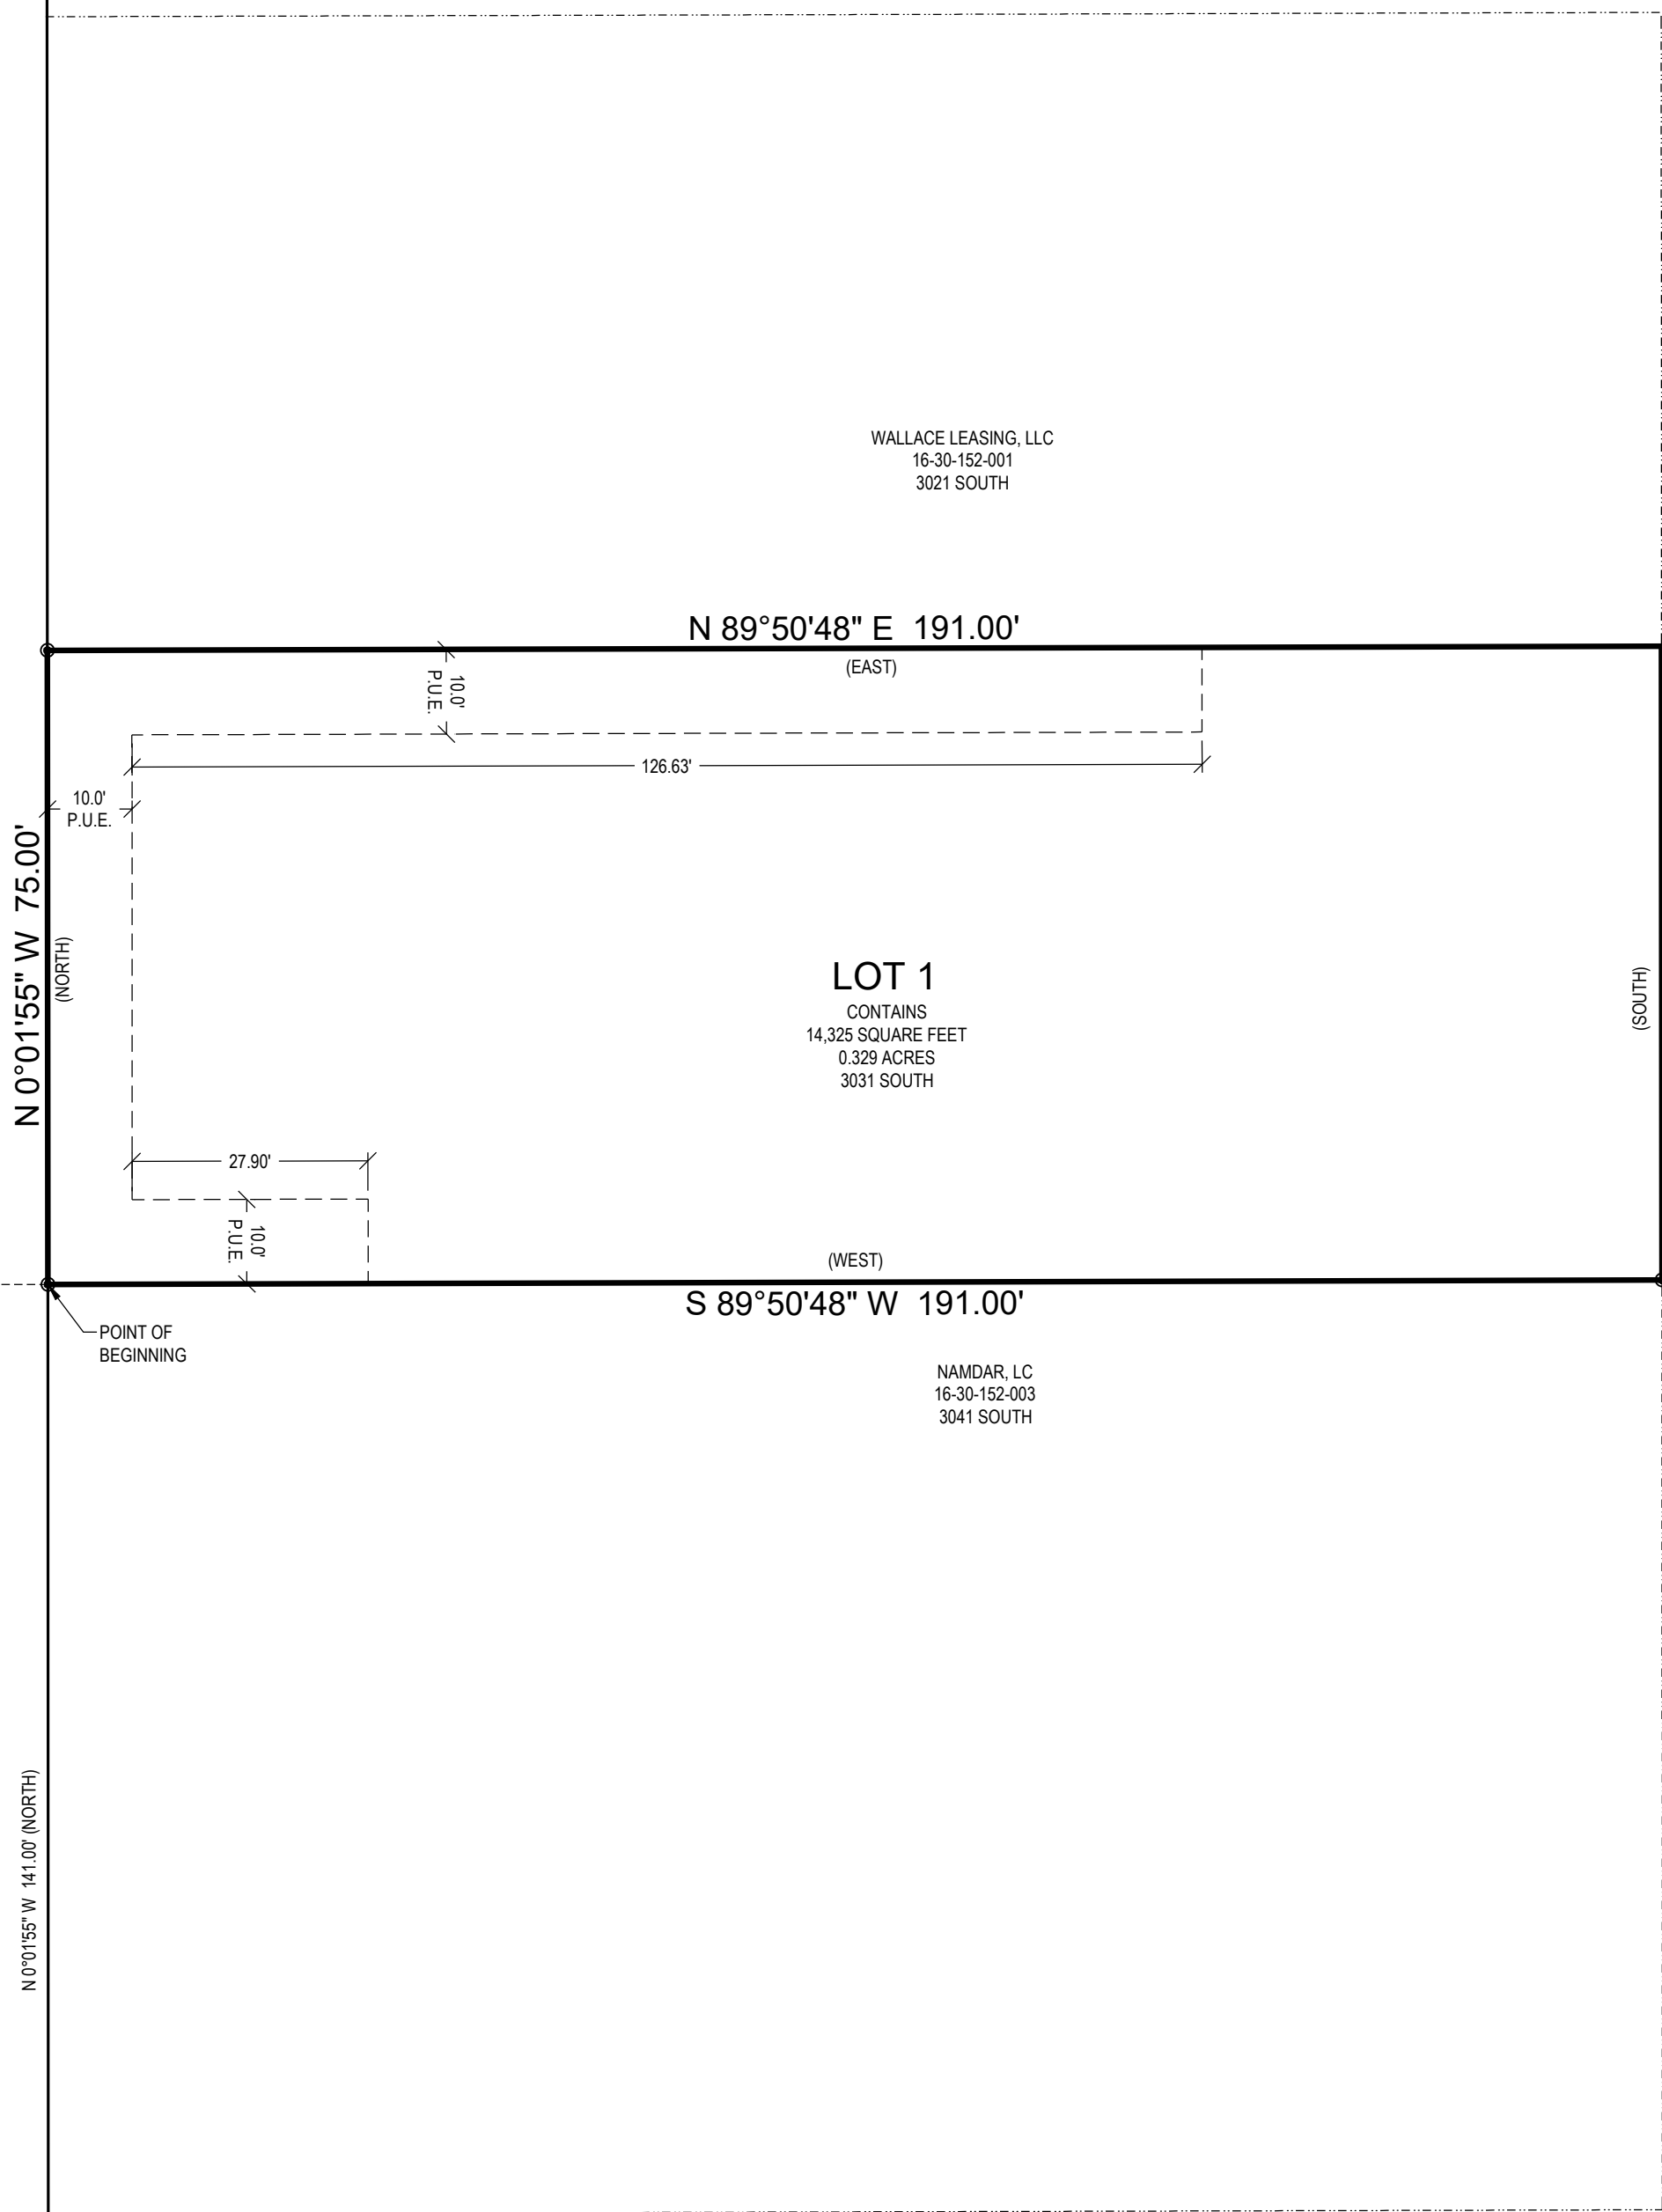 WALLACE LEASING, LLC
16-30-152-001
3021 SOUTH
N 89°50'48" E 191.00'
(EAST)
10.0'
P.U.E.
126.63'
10.0'
P.U.E.
N 0°01'55" W 75.00'
(NORTH)
LOT 1
CONTAINS
14,325 SQUARE FEET
0.329 ACRES
3031 SOUTH
(SOUTH)
27.90'
10.0'
P.U.E.
(WEST)
S 89°50'48" W 191.00'
POINT OF
BEGINNING
NAMDAR, LC
16-30-152-003
3041 SOUTH
N 0°01'55" W 141.00' (NORTH)